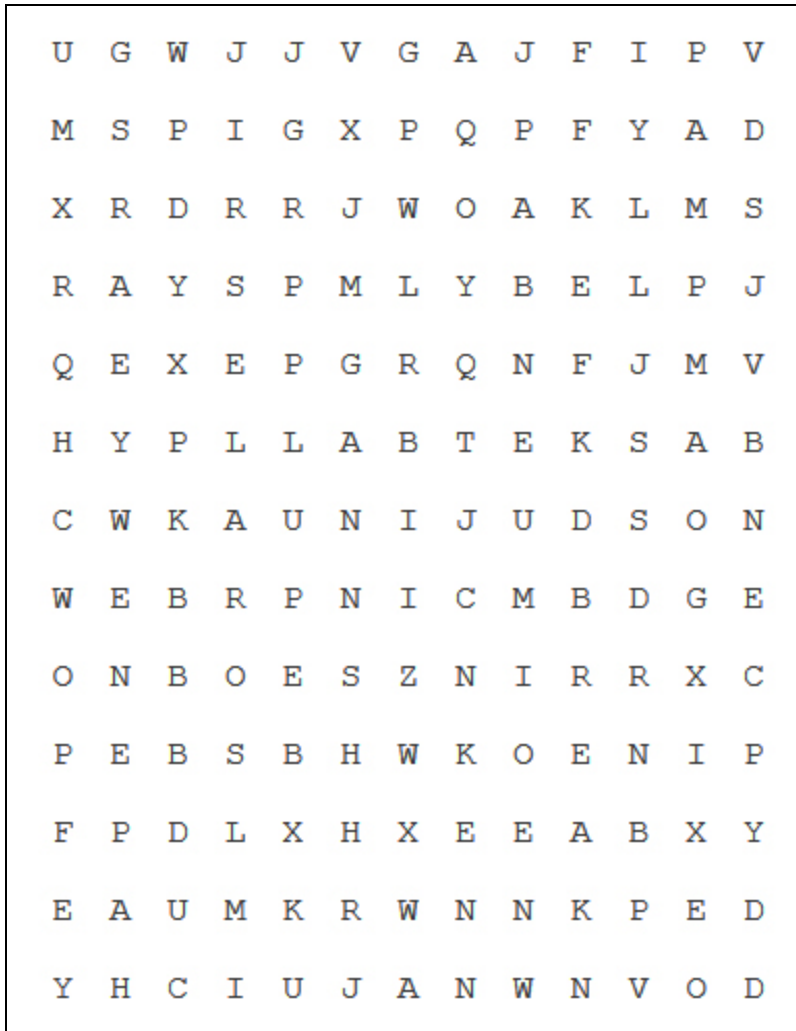 U G W J J V G A J F I P V
M S P I G X P Q P F Y A D
X R D R R J W O A K L M S
R A Y S P M L Y B E L P J
Q E X E P G R Q N F J M V
H Y P L L A B T E K S A B
C W K A U N I J U D S O N
W E B R P N I C M B D G E
O N B O E S Z N I R R X C
P E B S B H W K O E N I P
F P D L X H X E E A B X Y
E A U M K R W N N K P E D
Y H C I U J A N W N V O D